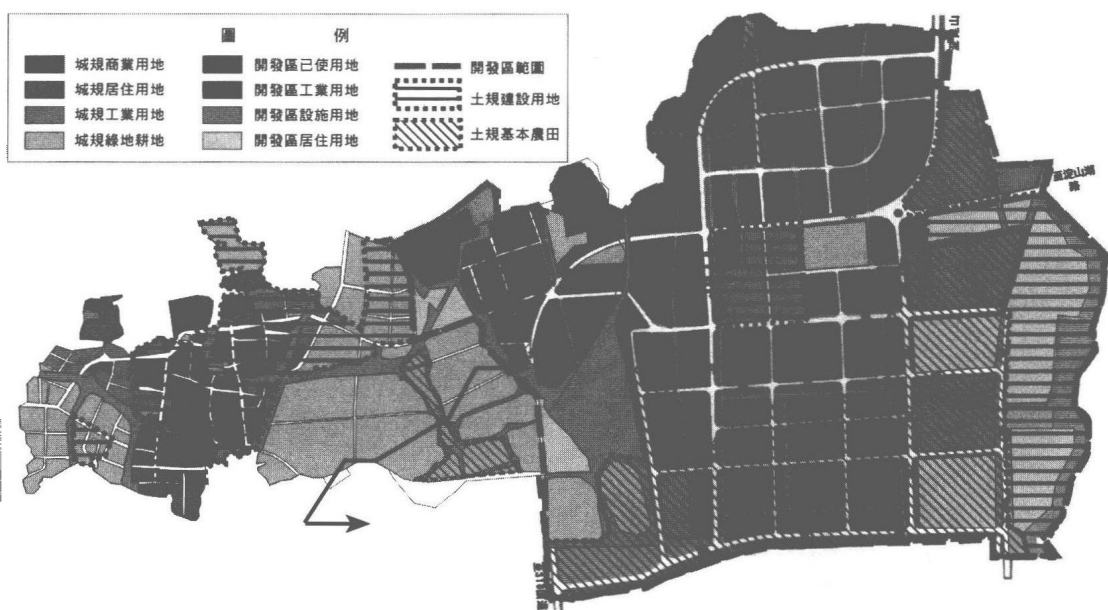 圖 例
城規商業用地
城規居住用地
城規工業用地
城規綠地耕地
開發區已使用地
開發區工業用地
開發區設施用地
開發區居住用地
開發區範圍
土規建設用地
土規基本農田
至淀山湖
路